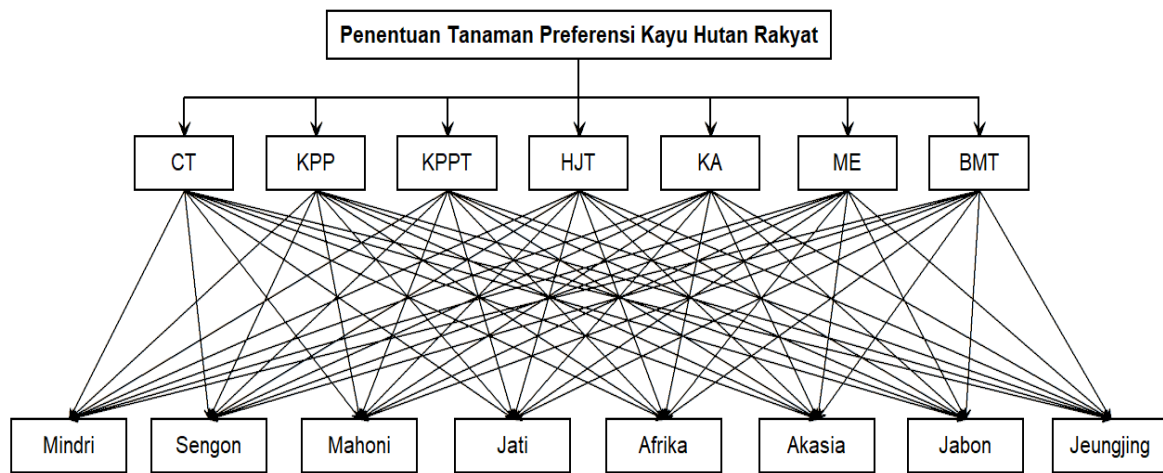 Penentuan Tanaman Preferensi Kayu Hutan Rakyat
CT KPP KPPT HJT KA ME BMT
Mindri Sengon Mahoni Jati Afrika Akasia Jabon Jeungjing